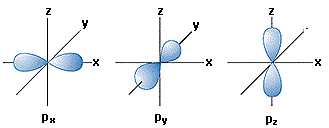 z z z
y y
x x x
px py pz